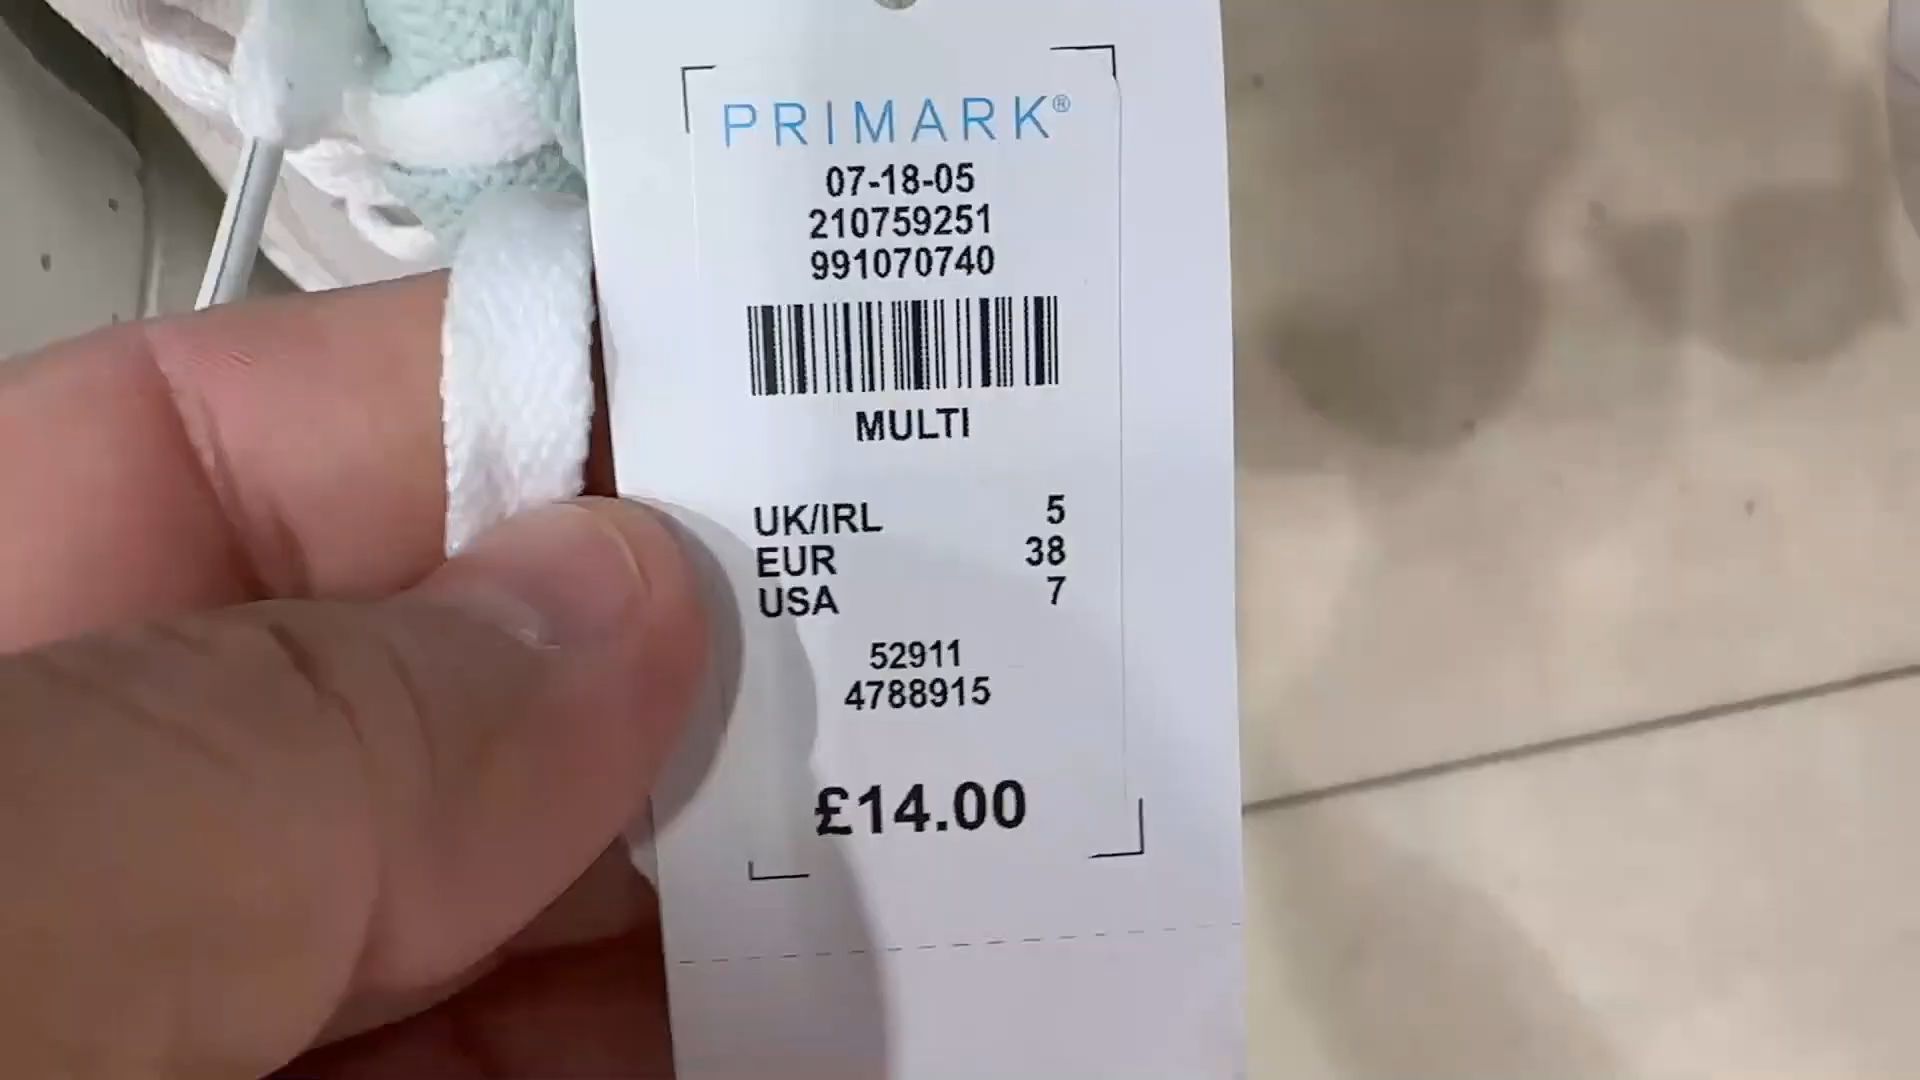 PRIMARK®
07-18-05
210759251
991070740
MULTI
UK/IRL 5
EUR 38
USA 7
52911
4788915
£14.00